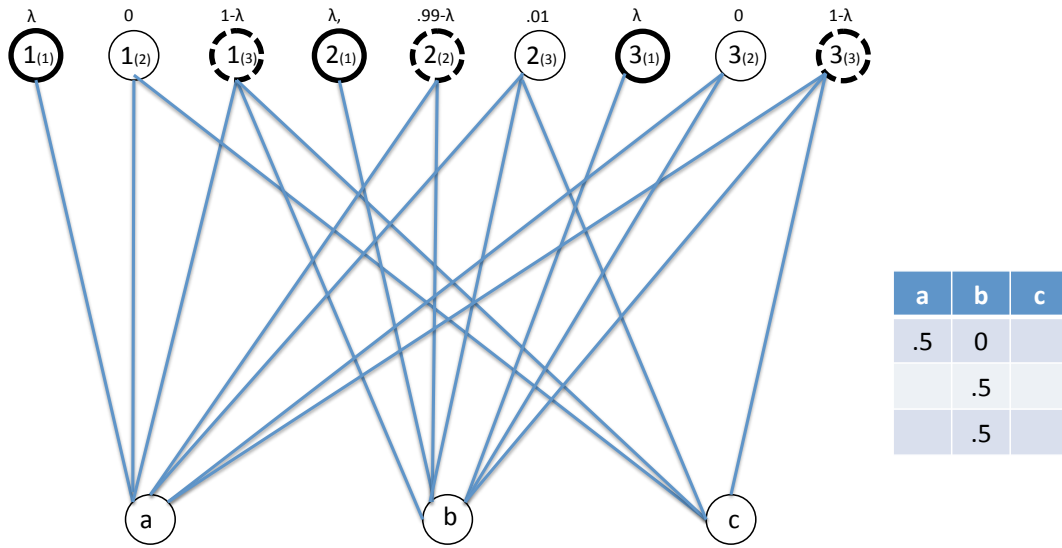 λ 0 1-λ λ, .99-λ .01 λ 0 1-λ
1(1) 1(2) 1(3) 2(1) 2(2) 2(3) 3(1) 3(2) 3(3)
a b c
.5 0
.5
.5
a b c